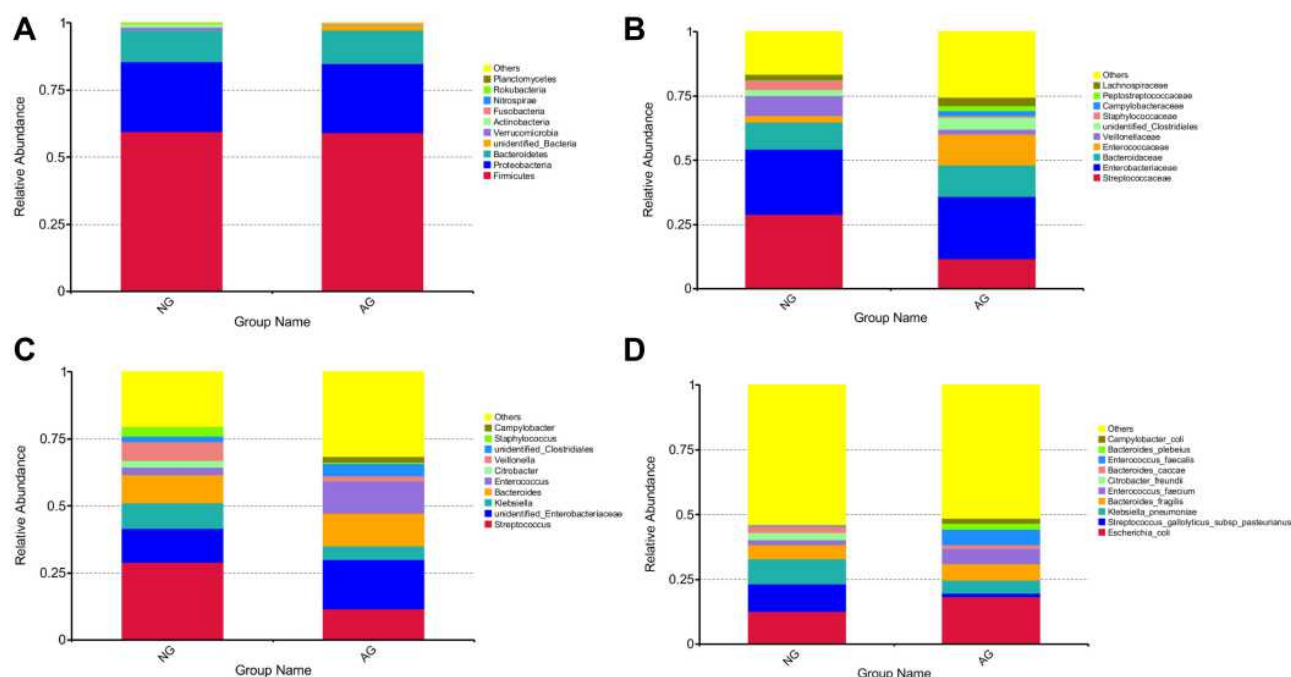 A
Relative Abundance
1
0.75
0.5
0.25
0
NG
AG
Group Name
Others
Planclomycetes
Rokubacteria
Nitrospirae
Fusobacteria
Actinobacteria
Verrucomicrobia
unidentified_Bacteria
Bacteroidetes
Proteobacteria
Firmicutes
B
Relative Abundance
1
0.75
0.5
0.25
0
NG
AG
Group Name
Others
Lachnospiraceae
Peptostreptococcaceae
Campylobacteraceae
Staphylococcaceae
unidentified_Clostridiales
Veillonellaceae
Enterococcaceae
Bacteroidaceae
Enterobacteriaceae
Streptococcaceae
C
Relative Abundance
1
0.75
0.5
0.25
0
NG
AG
Group Name
Others
Campylobacter
Staphylococcus
unidentified_Clostridiales
Veillonella
Citrobacter
Enterococcus
Bacteroides
Klebsiella
unidentified_Enterobacteriaceae
Streptococcus
D
Relative Abundance
1
0.75
0.5
0.25
0
NG
AG
Group Name
Others
Campylobacter_coli
Bacteroides_plebeius
Enterococcus_faecalis
Bacteroides_caccae
Citrobacter_freundii
Enterococcus_faecium
Bacteroides_fragilis
Klebsiella_pneumoniae
Streptococcus_gallolyticus_subsp_pasteurianus
Escherichia_coli